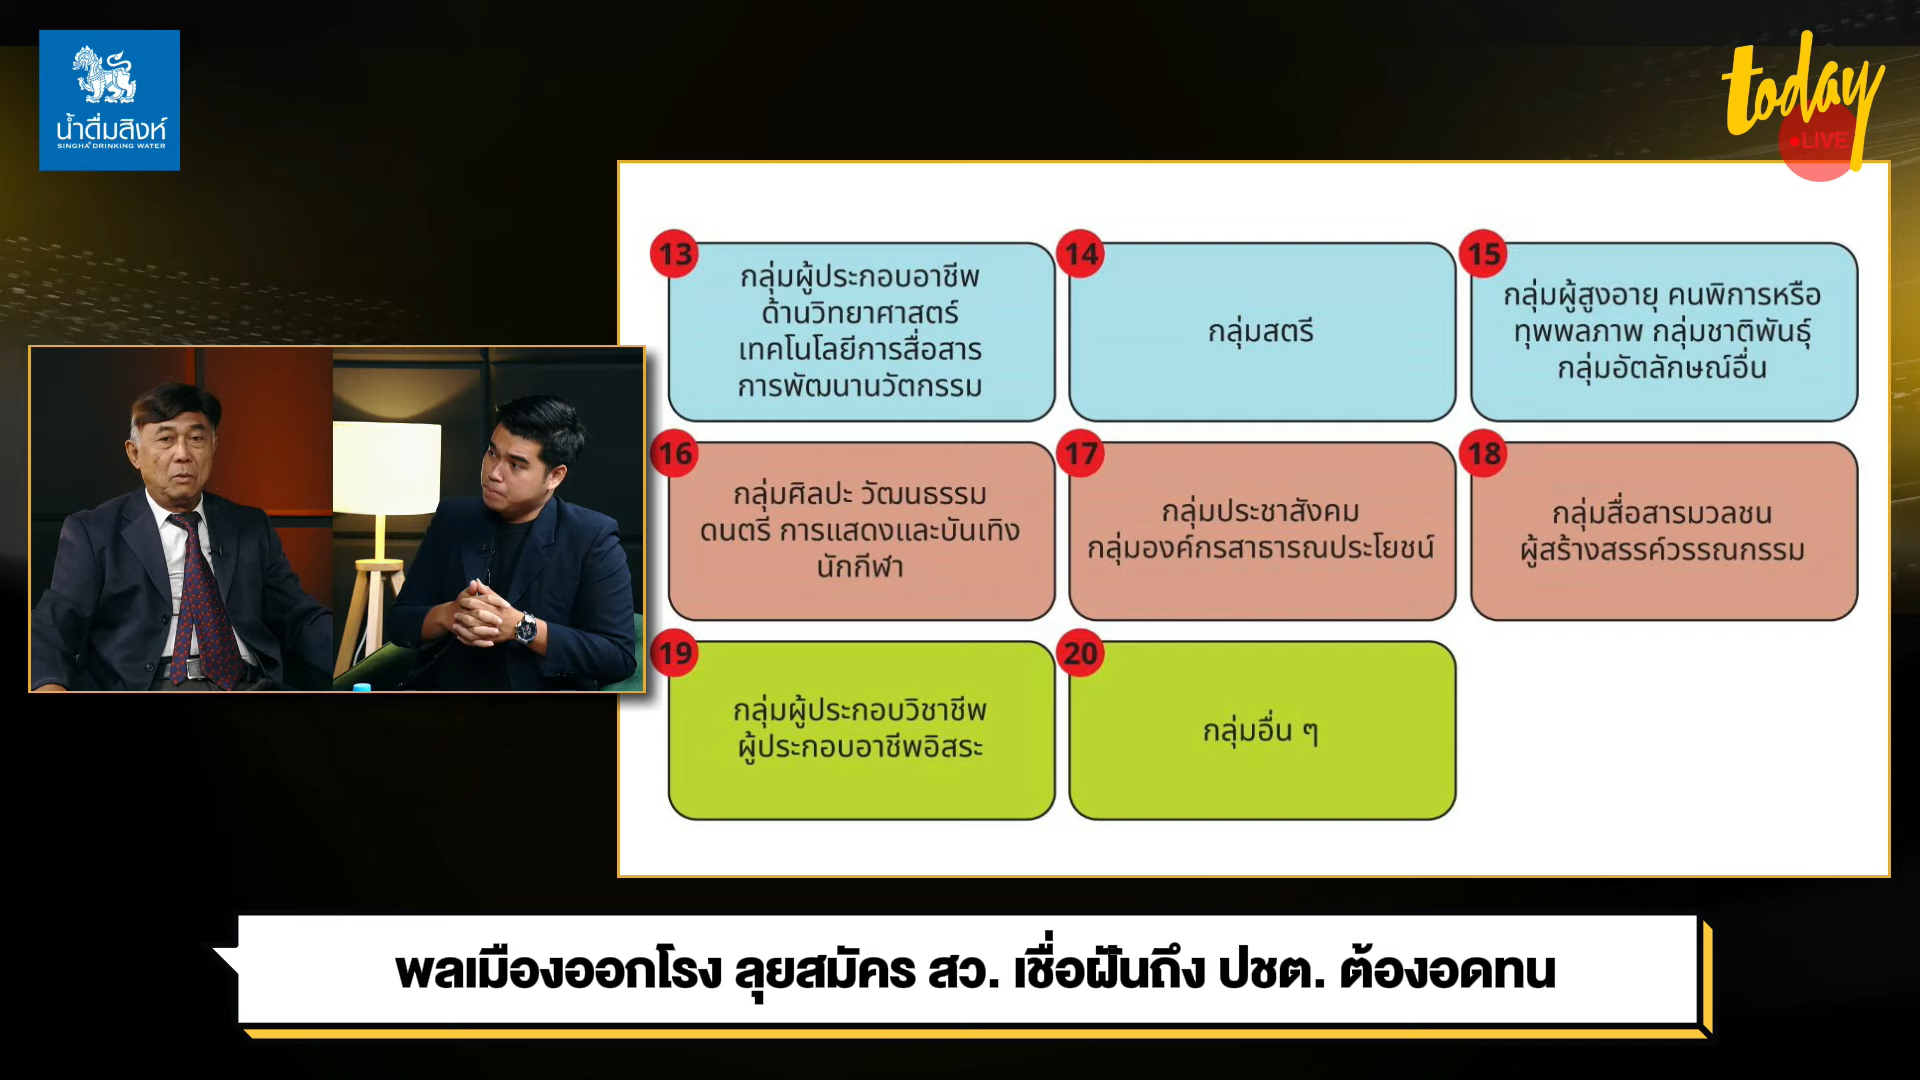 น้ำดื่มสิงห์
SINGHA DRINKING WATER
today
LIVE
13
กลุ่มผู้ประกอบอาชีพ
ด้านวิทยาศาสตร์
เทคโนโลยีการสื่อสาร
การพัฒนานวัตกรรม
14
กลุ่มสตรี
15
กลุ่มผู้สูงอายุ คนพิการหรือ
ทุพพลภาพ กลุ่มชาติพันธุ์
กลุ่มอัตลักษณ์อื่น
16
กลุ่มศิลปะ วัฒนธรรม
ดนตรี การแสดงและบันเทิง
นักกีฬา
17
กลุ่มประชาสังคม
กลุ่มองค์กรสาธารณประโยชน์
18
กลุ่มสื่อสารมวลชน
ผู้สร้างสรรค์วรรณกรรม
19
กลุ่มผู้ประกอบวิชาชีพ
ผู้ประกอบอาชีพอิสระ
20
กลุ่มอื่น ๆ
พลเมืองออกโรง ลุยสมัคร สว. เชื่อฝันถึง ปชต. ต้องอดทน